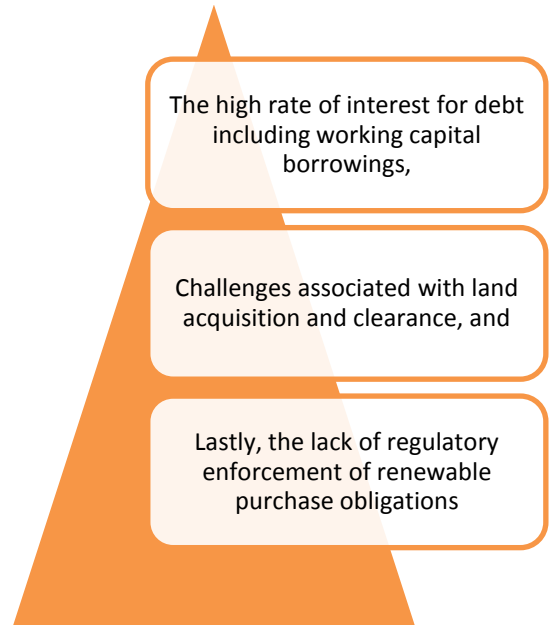 The high rate of interest for debt
including working capital
borrowings,
Challenges associated with land
acquisition and clearance, and
Lastly, the lack of regulatory
enforcement of renewable
purchase obligations